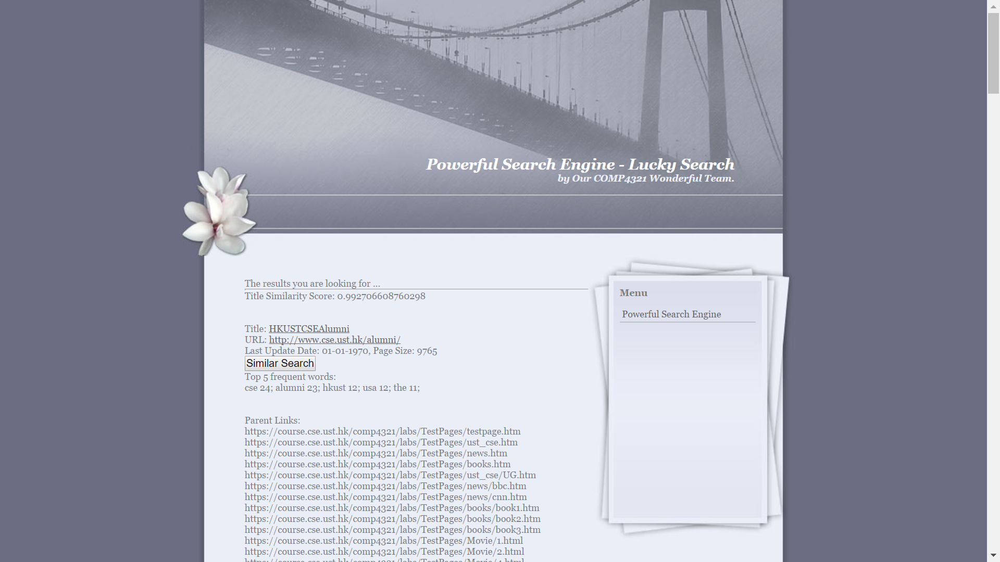 Powerful Search Engine - Lucky Search
by Our COMP4321 Wonderful Team.
The results you are looking for ...
Title Similarity Score: 0.992706608760298
Title: HKUSTCSEAlumni
URL: http://www.cse.ust.hk/alumni/
Last Update Date: 01-01-1970, Page Size: 9765
Similar Search
Top 5 frequent words:
cse 24; alumni 23; hkust 12; usa 12; the 11;
Parent Links:
https://course.cse.ust.hk/comp4321/labs/TestPages/testpage.htm
https://course.cse.ust.hk/comp4321/labs/TestPages/ust_cse.htm
https://course.cse.ust.hk/comp4321/labs/TestPages/news.htm
https://course.cse.ust.hk/comp4321/labs/TestPages/books.htm
https://course.cse.ust.hk/comp4321/labs/TestPages/ust_cse/UG.htm
https://course.cse.ust.hk/comp4321/labs/TestPages/news/bbc.htm
https://course.cse.ust.hk/comp4321/labs/TestPages/news/cnn.htm
https://course.cse.ust.hk/comp4321/labs/TestPages/books/book1.htm
https://course.cse.ust.hk/comp4321/labs/TestPages/books/book2.htm
https://course.cse.ust.hk/comp4321/labs/TestPages/books/book3.htm
https://course.cse.ust.hk/comp4321/labs/TestPages/Movie/1.html
https://course.cse.ust.hk/comp4321/labs/TestPages/Movie/2.html
Menu
Powerful Search Engine